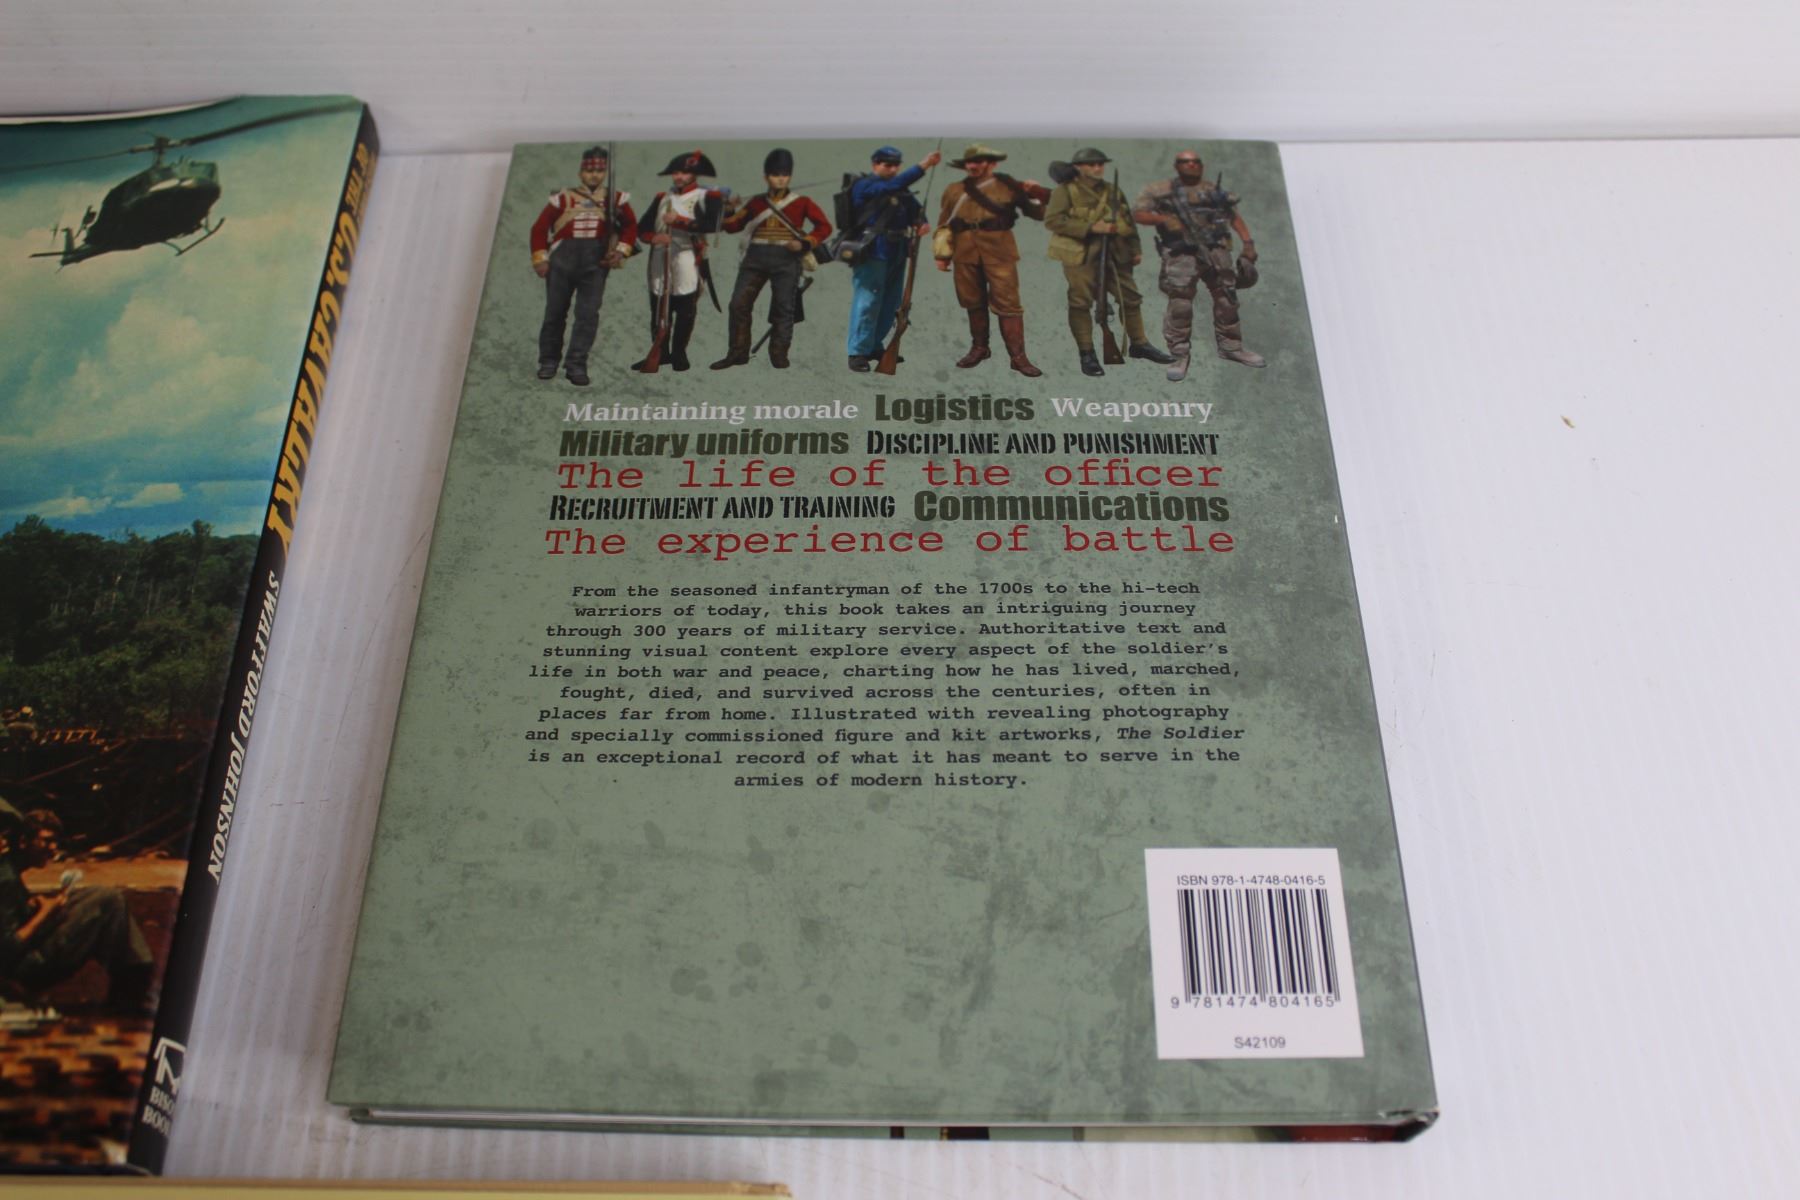 U.S. CAVALRY
SWAFFORD JOHNSON
Maintaining morale Logistics Weaponry
Military uniforms DISCIPLINE AND PUNISHMENT
The life of the officer
RECRUITMENT AND TRAINING Communications
The experience of battle
From the seasoned infantryman of the 1700s to the hi-tech
warriors of today, this book takes an intriguing journey
through 300 years of military service. Authoritative text and
stunning visual content explore every aspect of the soldier's
life in both war and peace, charting how he has lived, marched,
fought, died, and survived across the centuries, often in
places far from home. Illustrated with revealing photography
and specially commissioned figure and kit artworks, The Soldier
is an exceptional record of what it has meant to serve in the
armies of modern history.
ISBN 978-1-4748-0416-5
9 781474 804165
S42109